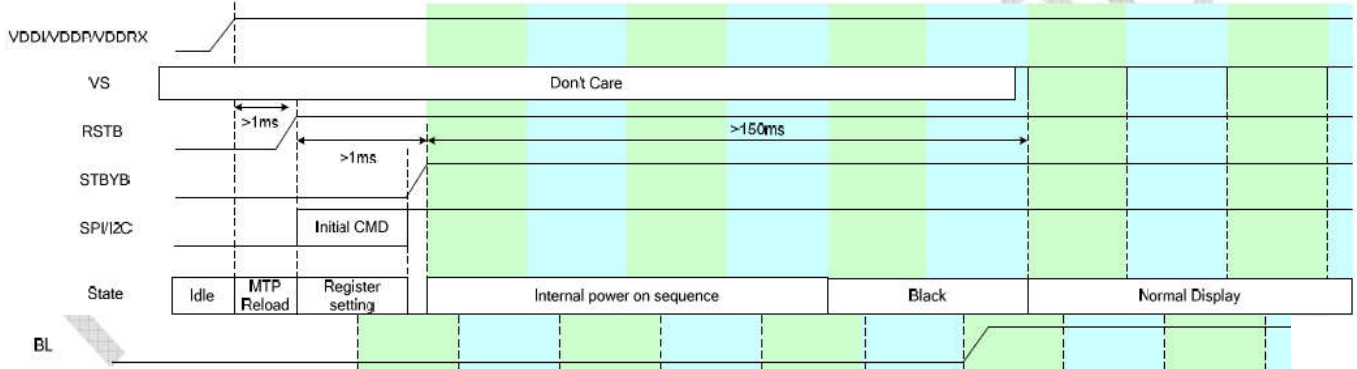 VDDI/VDDP/VDDRX
VS
Don't Care
>1ms
RSTB
>150ms
>1ms
STBYB
SPI/I2C
Initial CMD
State
Idle
MTP
Reload
Register
setting
Internal power on sequence
Black
Normal Display
BL